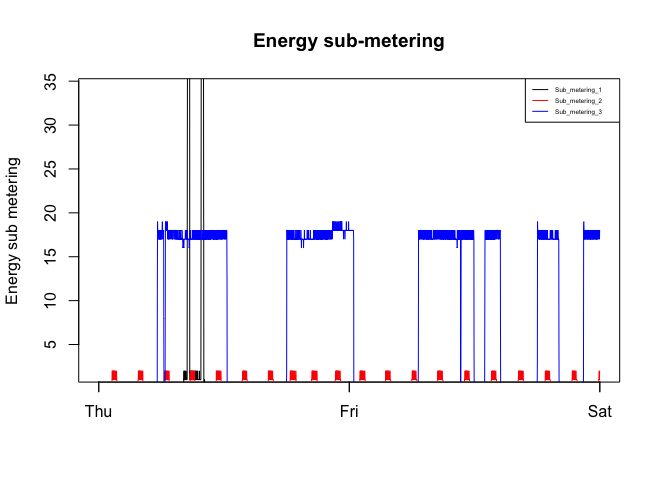 Energy sub-metering
Energy sub metering
35
30
25
20
15
10
5
Sub_metering_1
Sub_metering_2
Sub_metering_3
Thu
Fri
Sat